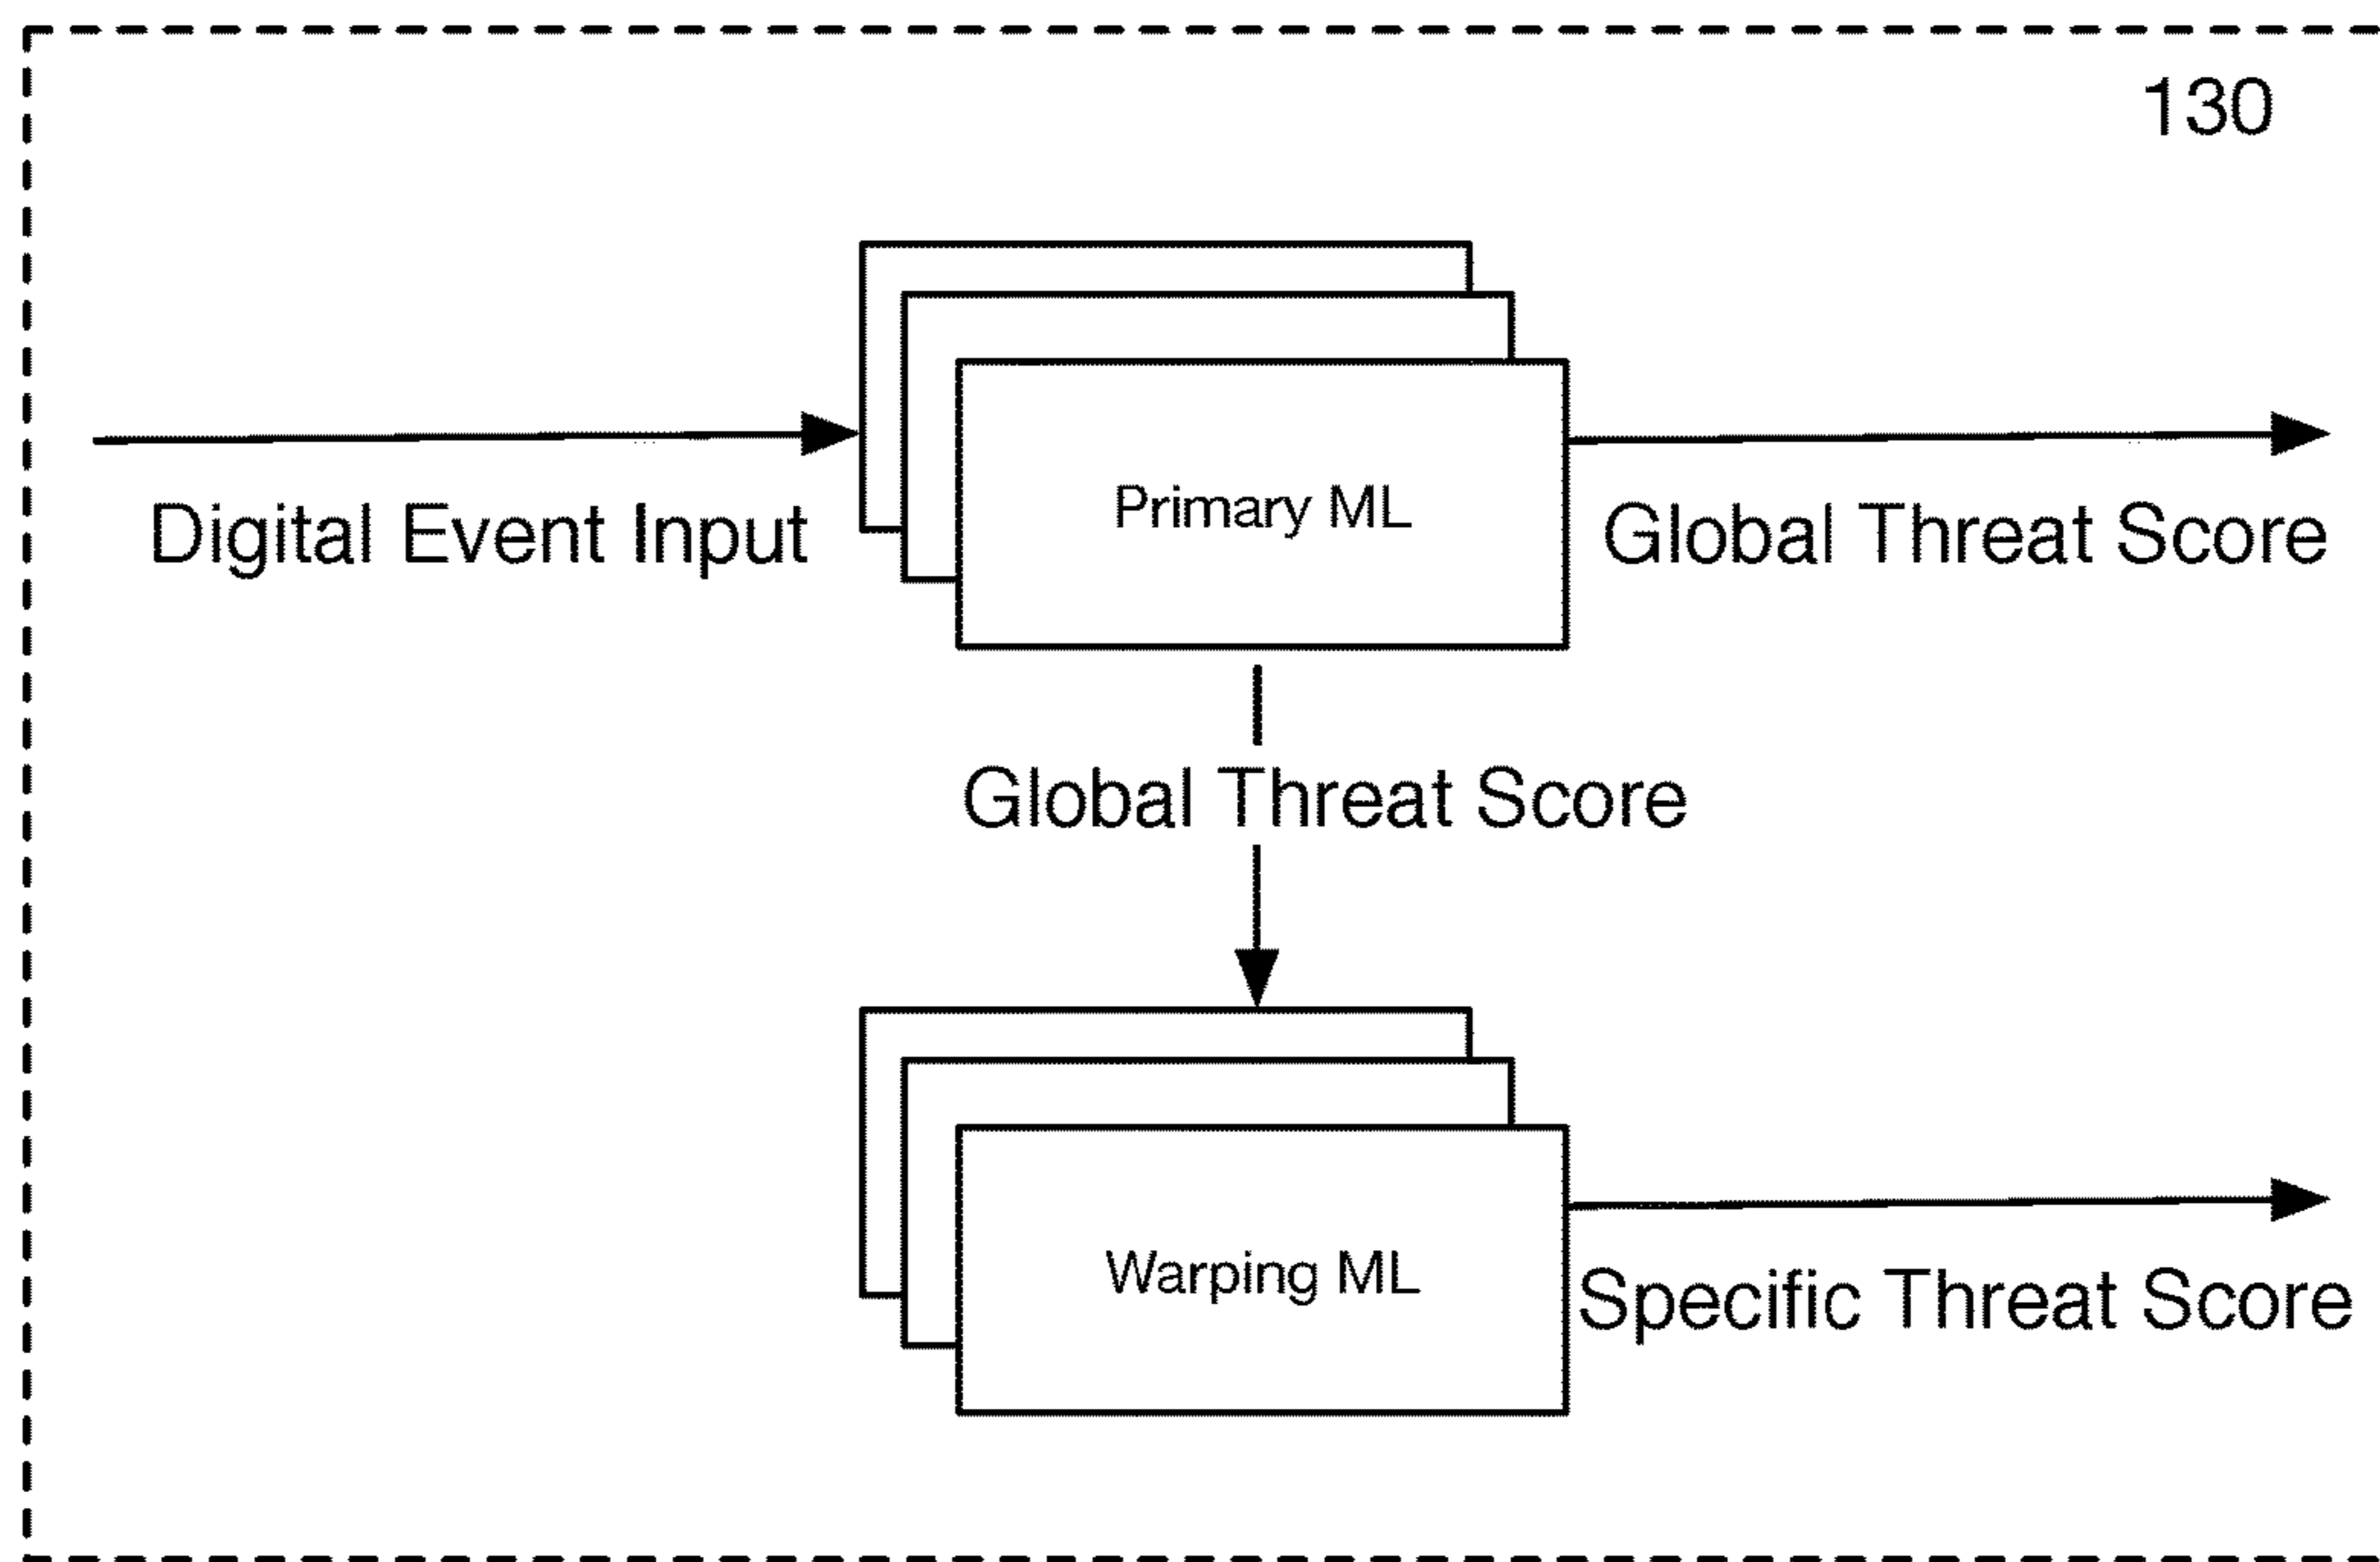 130
Primary ML
Digital Event Input
Global Threat Score
Global Threat Score
Warping ML
Specific Threat Score